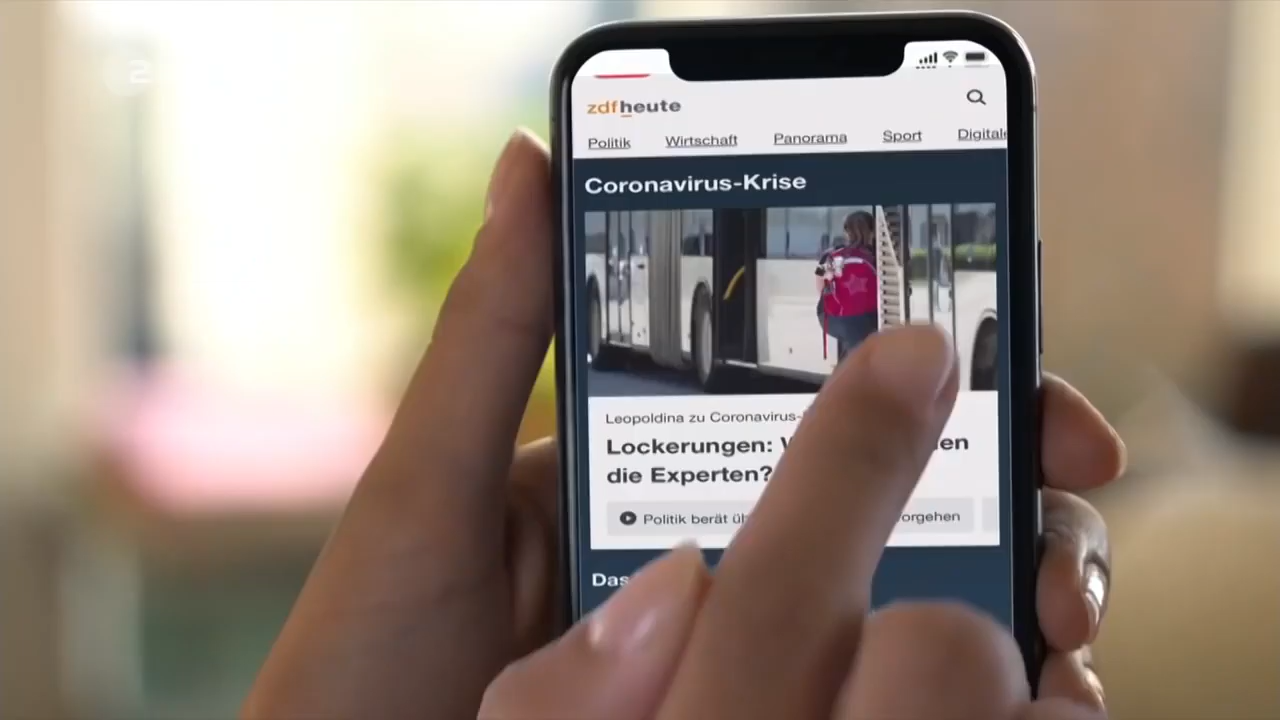 2
zdfheute
Politik Wirtschaft Panorama Sport Digitale
Coronavirus-Krise
Leopoldina zu Coronavirus-
Lockerungen: en
die Experten?
Politik berät üb orgehen
Das